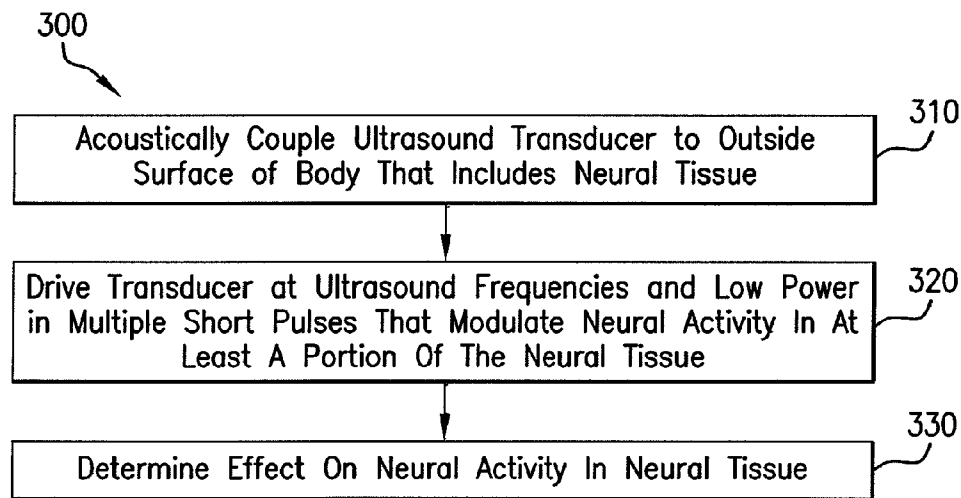 300
310
Acoustically Couple Ultrasound Transducer to Outside
Surface of Body That Includes Neural Tissue
320
Drive Transducer at Ultrasound Frequencies and Low Power
in Multiple Short Pulses That Modulate Neural Activity In At
Least A Portion Of The Neural Tissue
330
Determine Effect On Neural Activity In Neural Tissue